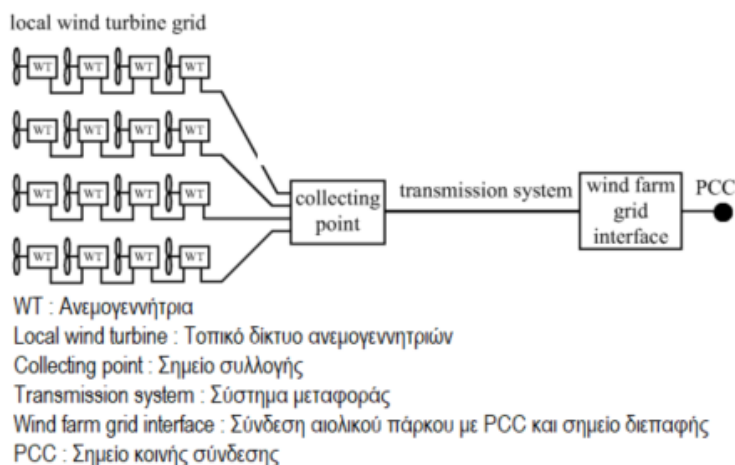 local wind turbine grid
WT WT WT WT
WT WT WT WT
WT WT WT WT
WT WT WT WT
collecting
point
transmission system
wind farm
grid
interface
PCC
WT : Ανεμογεννήτρια
Local wind turbine : Τοπικό δίκτυο ανεμογεννητριών
Collecting point : Σημείο συλλογής
Transmission system : Σύστημα μεταφοράς
Wind farm grid interface : Σύνδεση αιολικού πάρκου με PCC και σημείο διεπαφής
PCC : Σημείο κοινής σύνδεσης